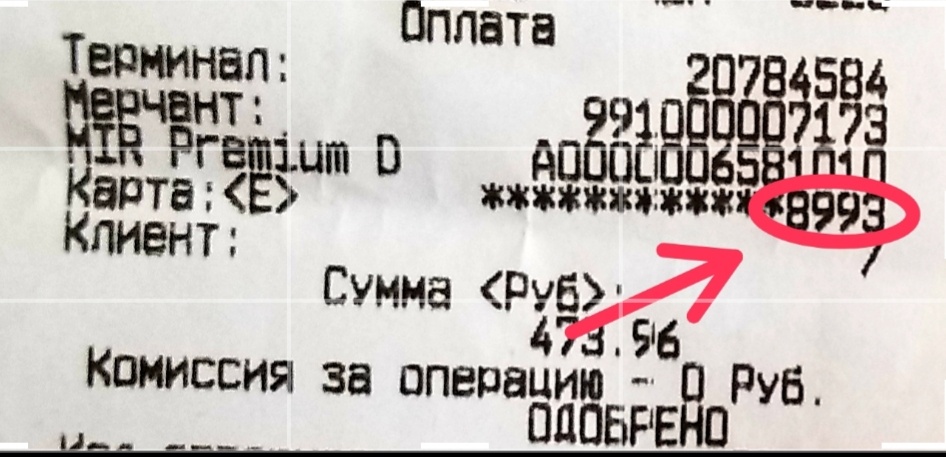 Оплата
Терминал: 20784584
Мерчант: 991000007173
MIR Premium D A0000006581010
Карта:<E> ************8993
Клиент: /
Сумма <Руб>:
473.96
Комиссия за операцию - 0 Руб.
ОДОБРЕНО